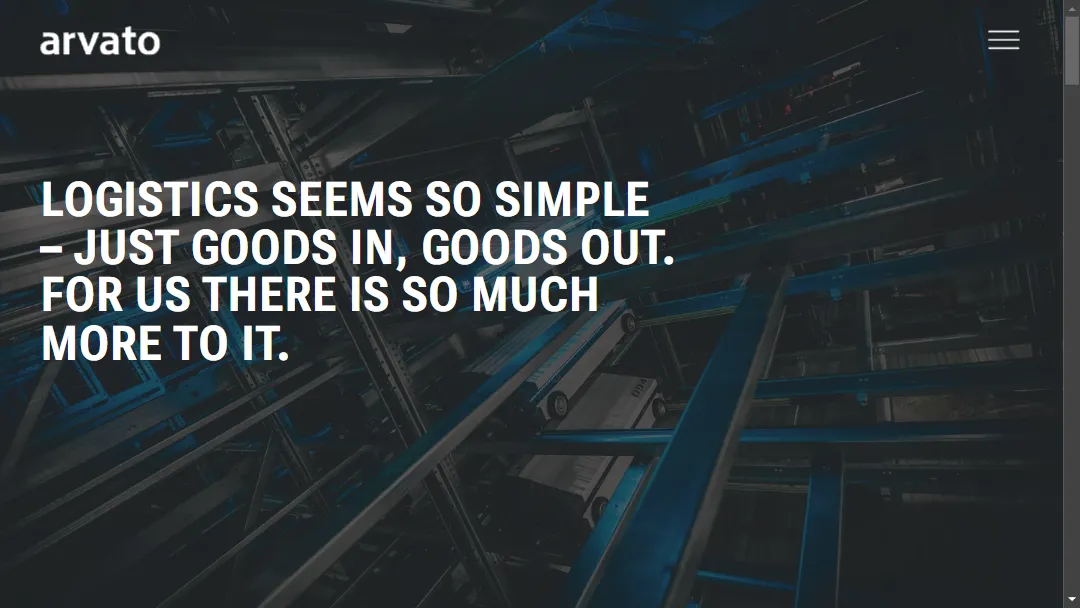 arvato
LOGISTICS SEEMS SO SIMPLE
– JUST GOODS IN, GOODS OUT.
FOR US THERE IS SO MUCH
MORE TO IT.